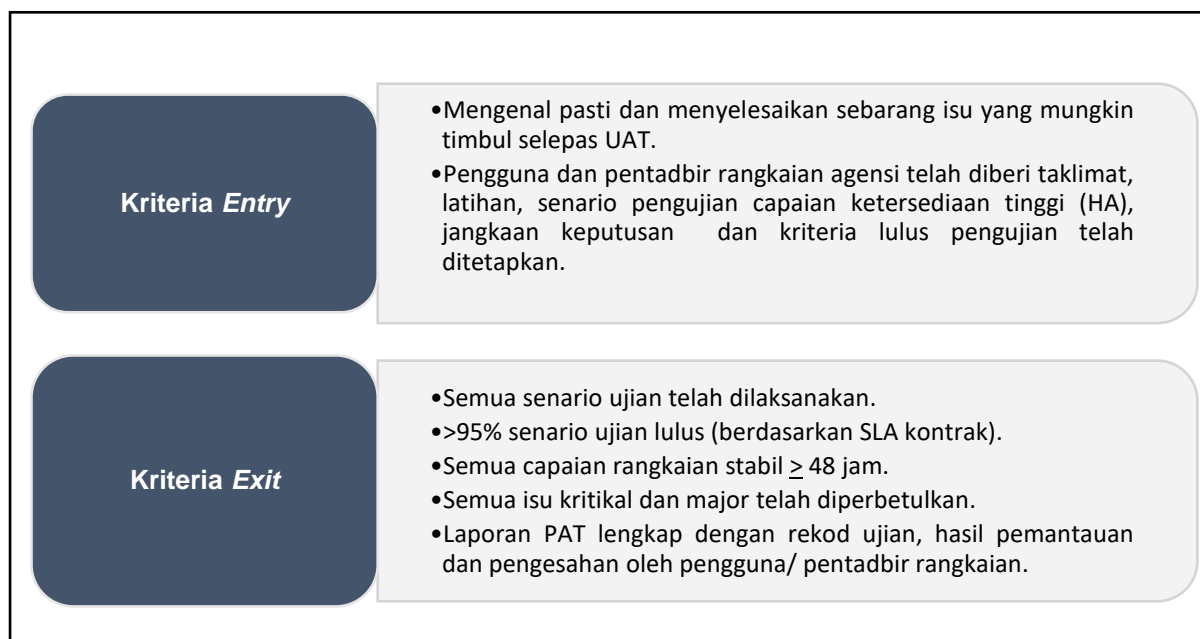 Kriteria Entry
•Mengenal pasti dan menyelesaikan sebarang isu yang mungkin
timbul selepas UAT.
•Pengguna dan pentadbir rangkaian agensi telah diberi taklimat,
latihan, senario pengujian capaian ketersediaan tinggi (HA),
jangkaan keputusan dan kriteria lulus pengujian telah
ditetapkan.
Kriteria Exit
•Semua senario ujian telah dilaksanakan.
•>95% senario ujian lulus (berdasarkan SLA kontrak).
•Semua capaian rangkaian stabil ≥ 48 jam.
•Semua isu kritikal dan major telah diperbetulkan.
•Laporan PAT lengkap dengan rekod ujian, hasil pemantauan
dan pengesahan oleh pengguna/ pentadbir rangkaian.